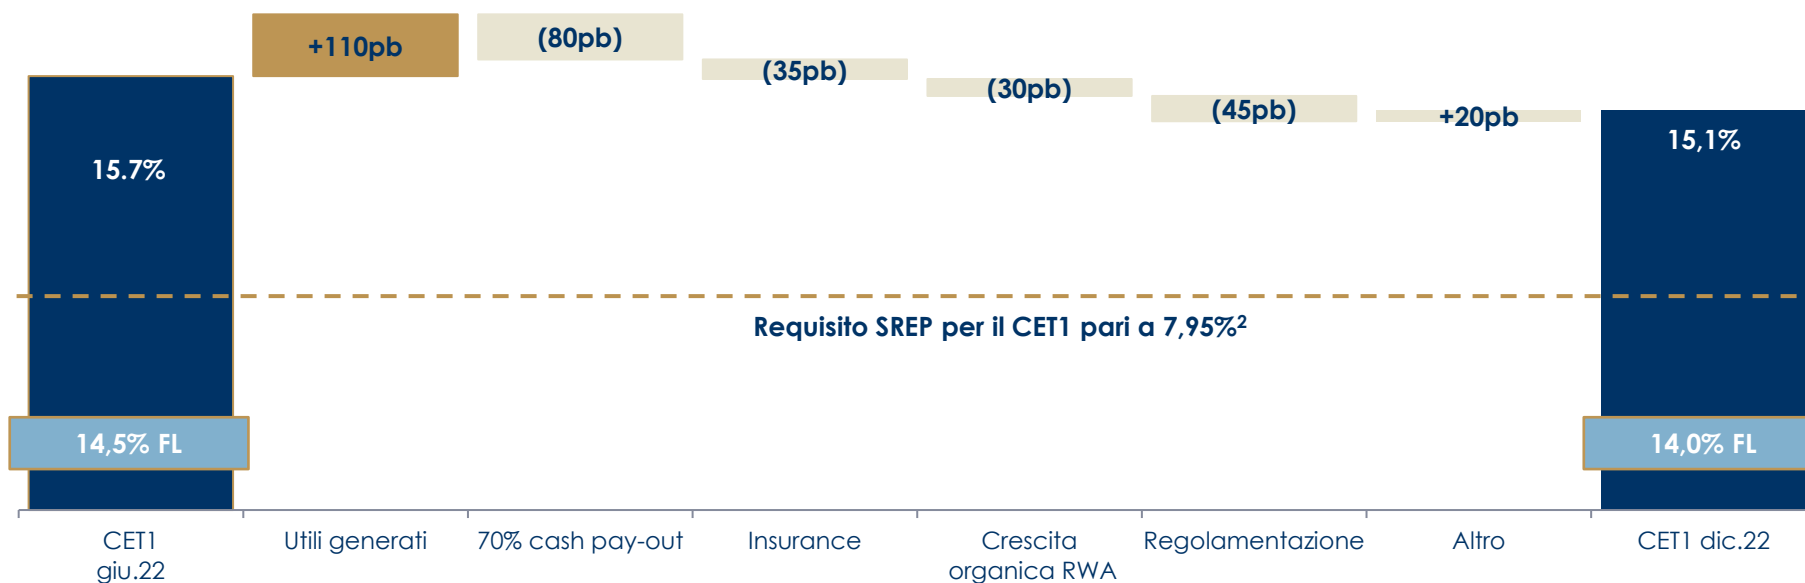 +110pb
(80pb)
(35pb)
(30pb)
(45pb)
+20pb
15.7%
15,1%
Requisito SREP per il CET1 pari a 7,95%²
14,5% FL
14,0% FL
CET1
giu.22
Utili generati
70% cash pay-out
Insurance
Crescita
organica RWA
Regolamentazione
Altro
CET1 dic.22